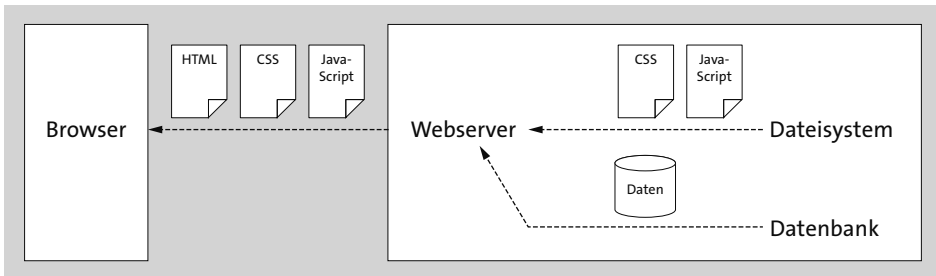 HTML
CSS
Java-
Script
CSS
Java-
Script
Browser
Webserver
Dateisystem
Daten
Datenbank